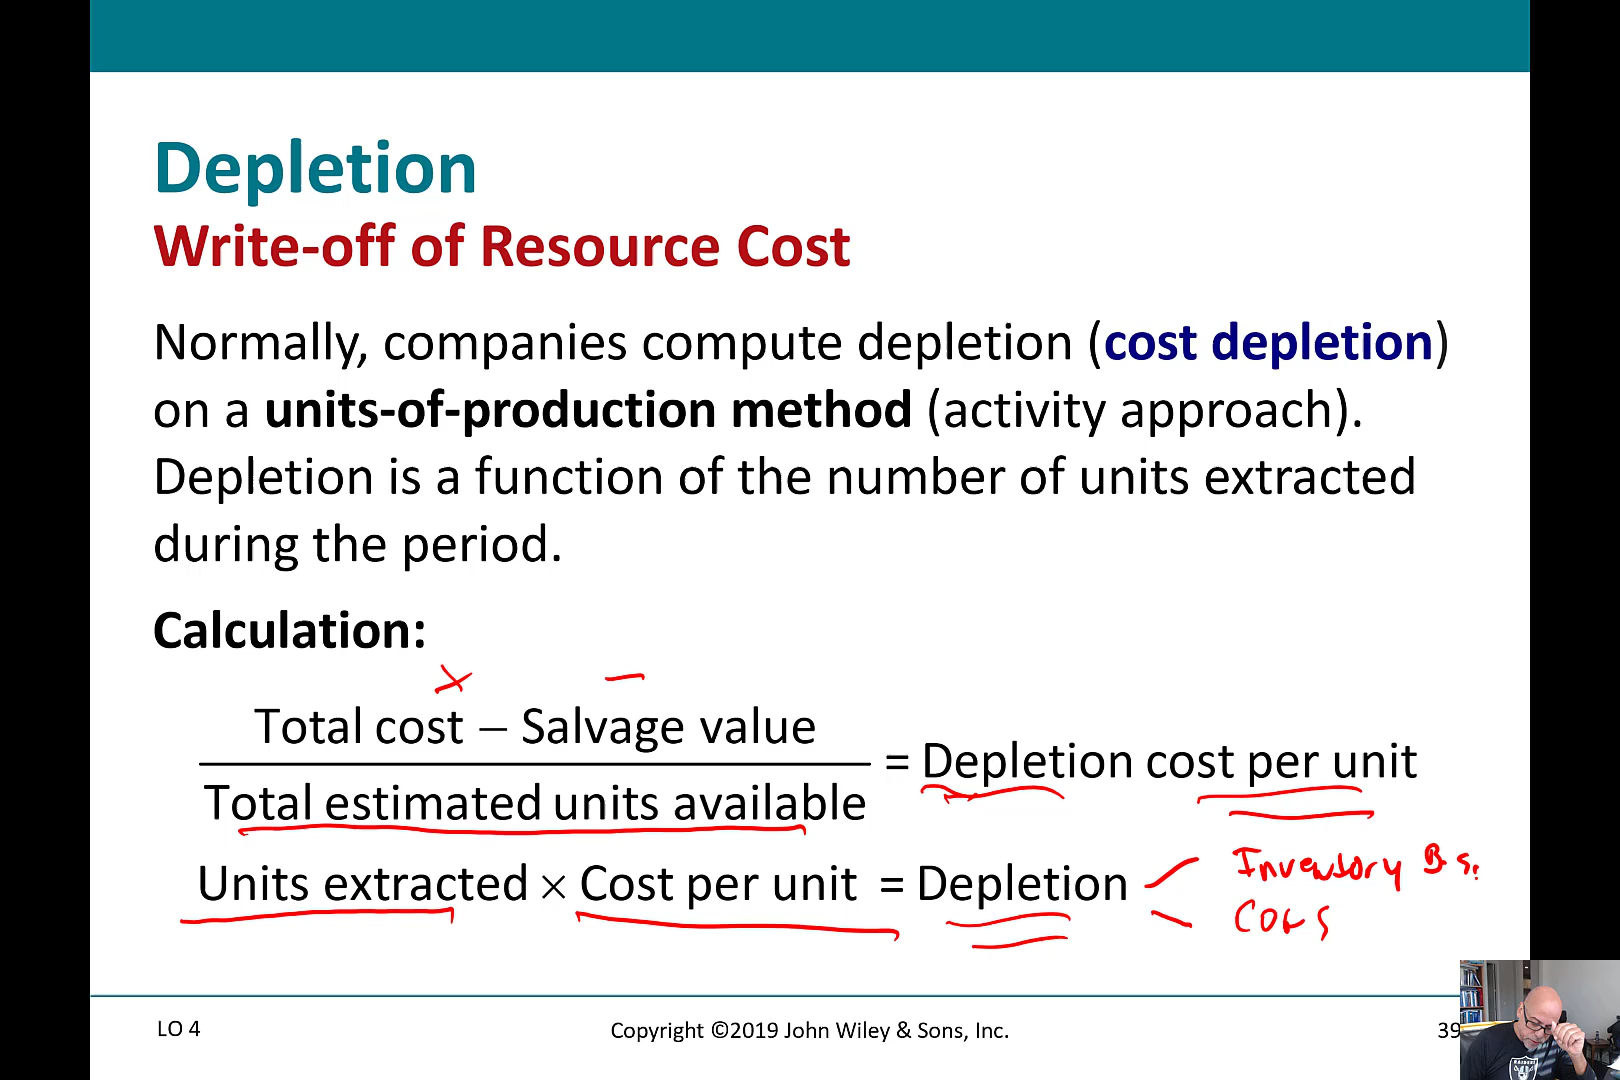 Depletion
Write-off of Resource Cost
Normally, companies compute depletion (cost depletion)
on a units-of-production method (activity approach).
Depletion is a function of the number of units extracted
during the period.
Calculation:
Total cost – Salvage value
= Depletion cost per unit
Total estimated units available
Units extracted × Cost per unit = Depletion
Inventory B S.
COGS
LO 4
Copyright ©2019 John Wiley & Sons, Inc.
39
RAIDERS